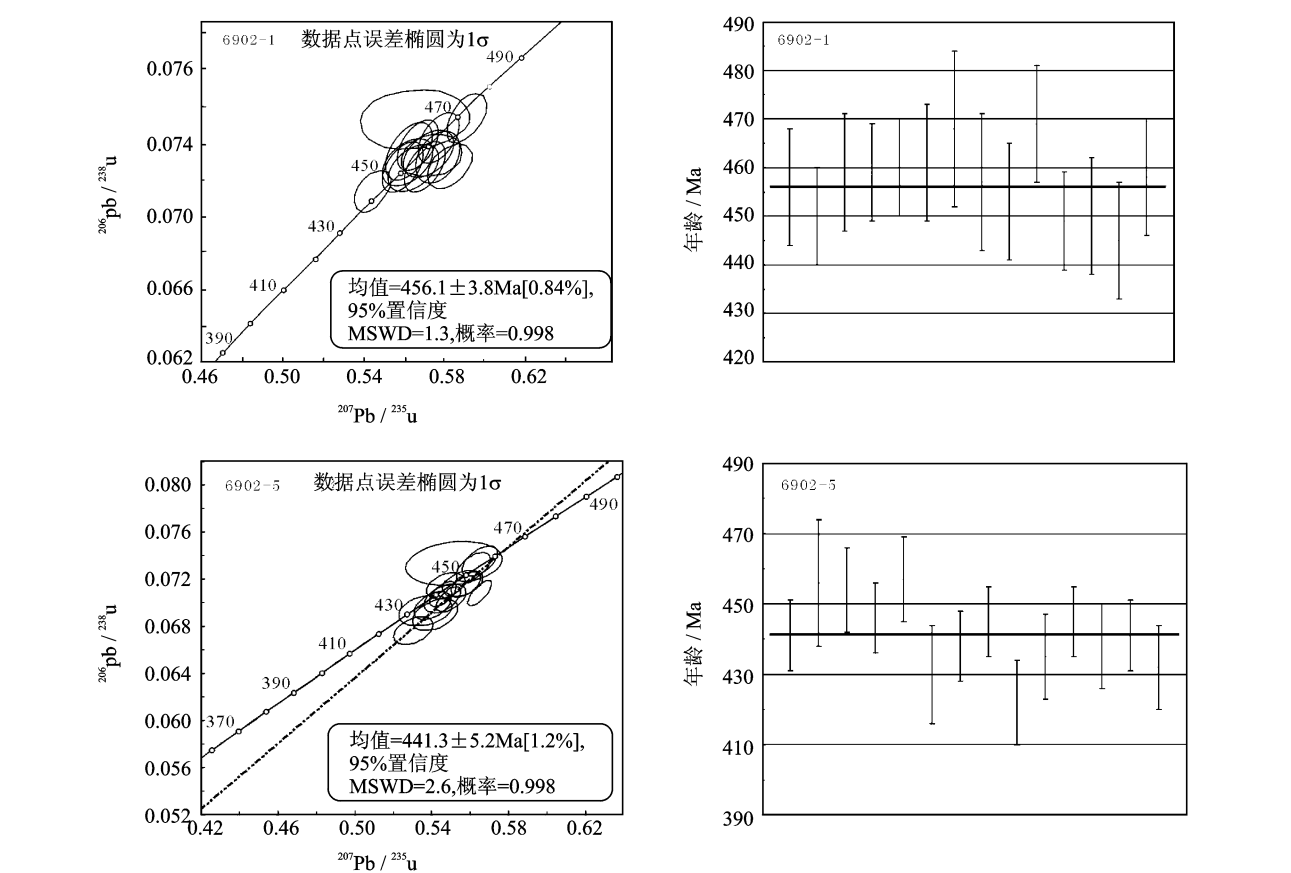 6902-1 数据点误差椭圆为1σ
490
0.076
470
0.074
450
0.070
430
410
0.066
390
0.062
均值=456.1±3.8Ma[0.84%],
95%置信度
MSWD=1.3,概率=0.998
0.46 0.50 0.54 0.58 0.62
206pb / 238u
207Pb / 235u
6902-1
490
480
470
460
450
440
430
420
年龄 / Ma
6902-5 数据点误差椭圆为1σ
0.080
490
0.076
470
0.072
450
0.068
430
410
0.064
390
0.060
370
0.056
0.052
均值=441.3±5.2Ma[1.2%],
95%置信度
MSWD=2.6,概率=0.998
0.42 0.46 0.50 0.54 0.58 0.62
206pb / 238u
207Pb / 235u
6902-5
490
470
450
430
410
390
年龄 / Ma